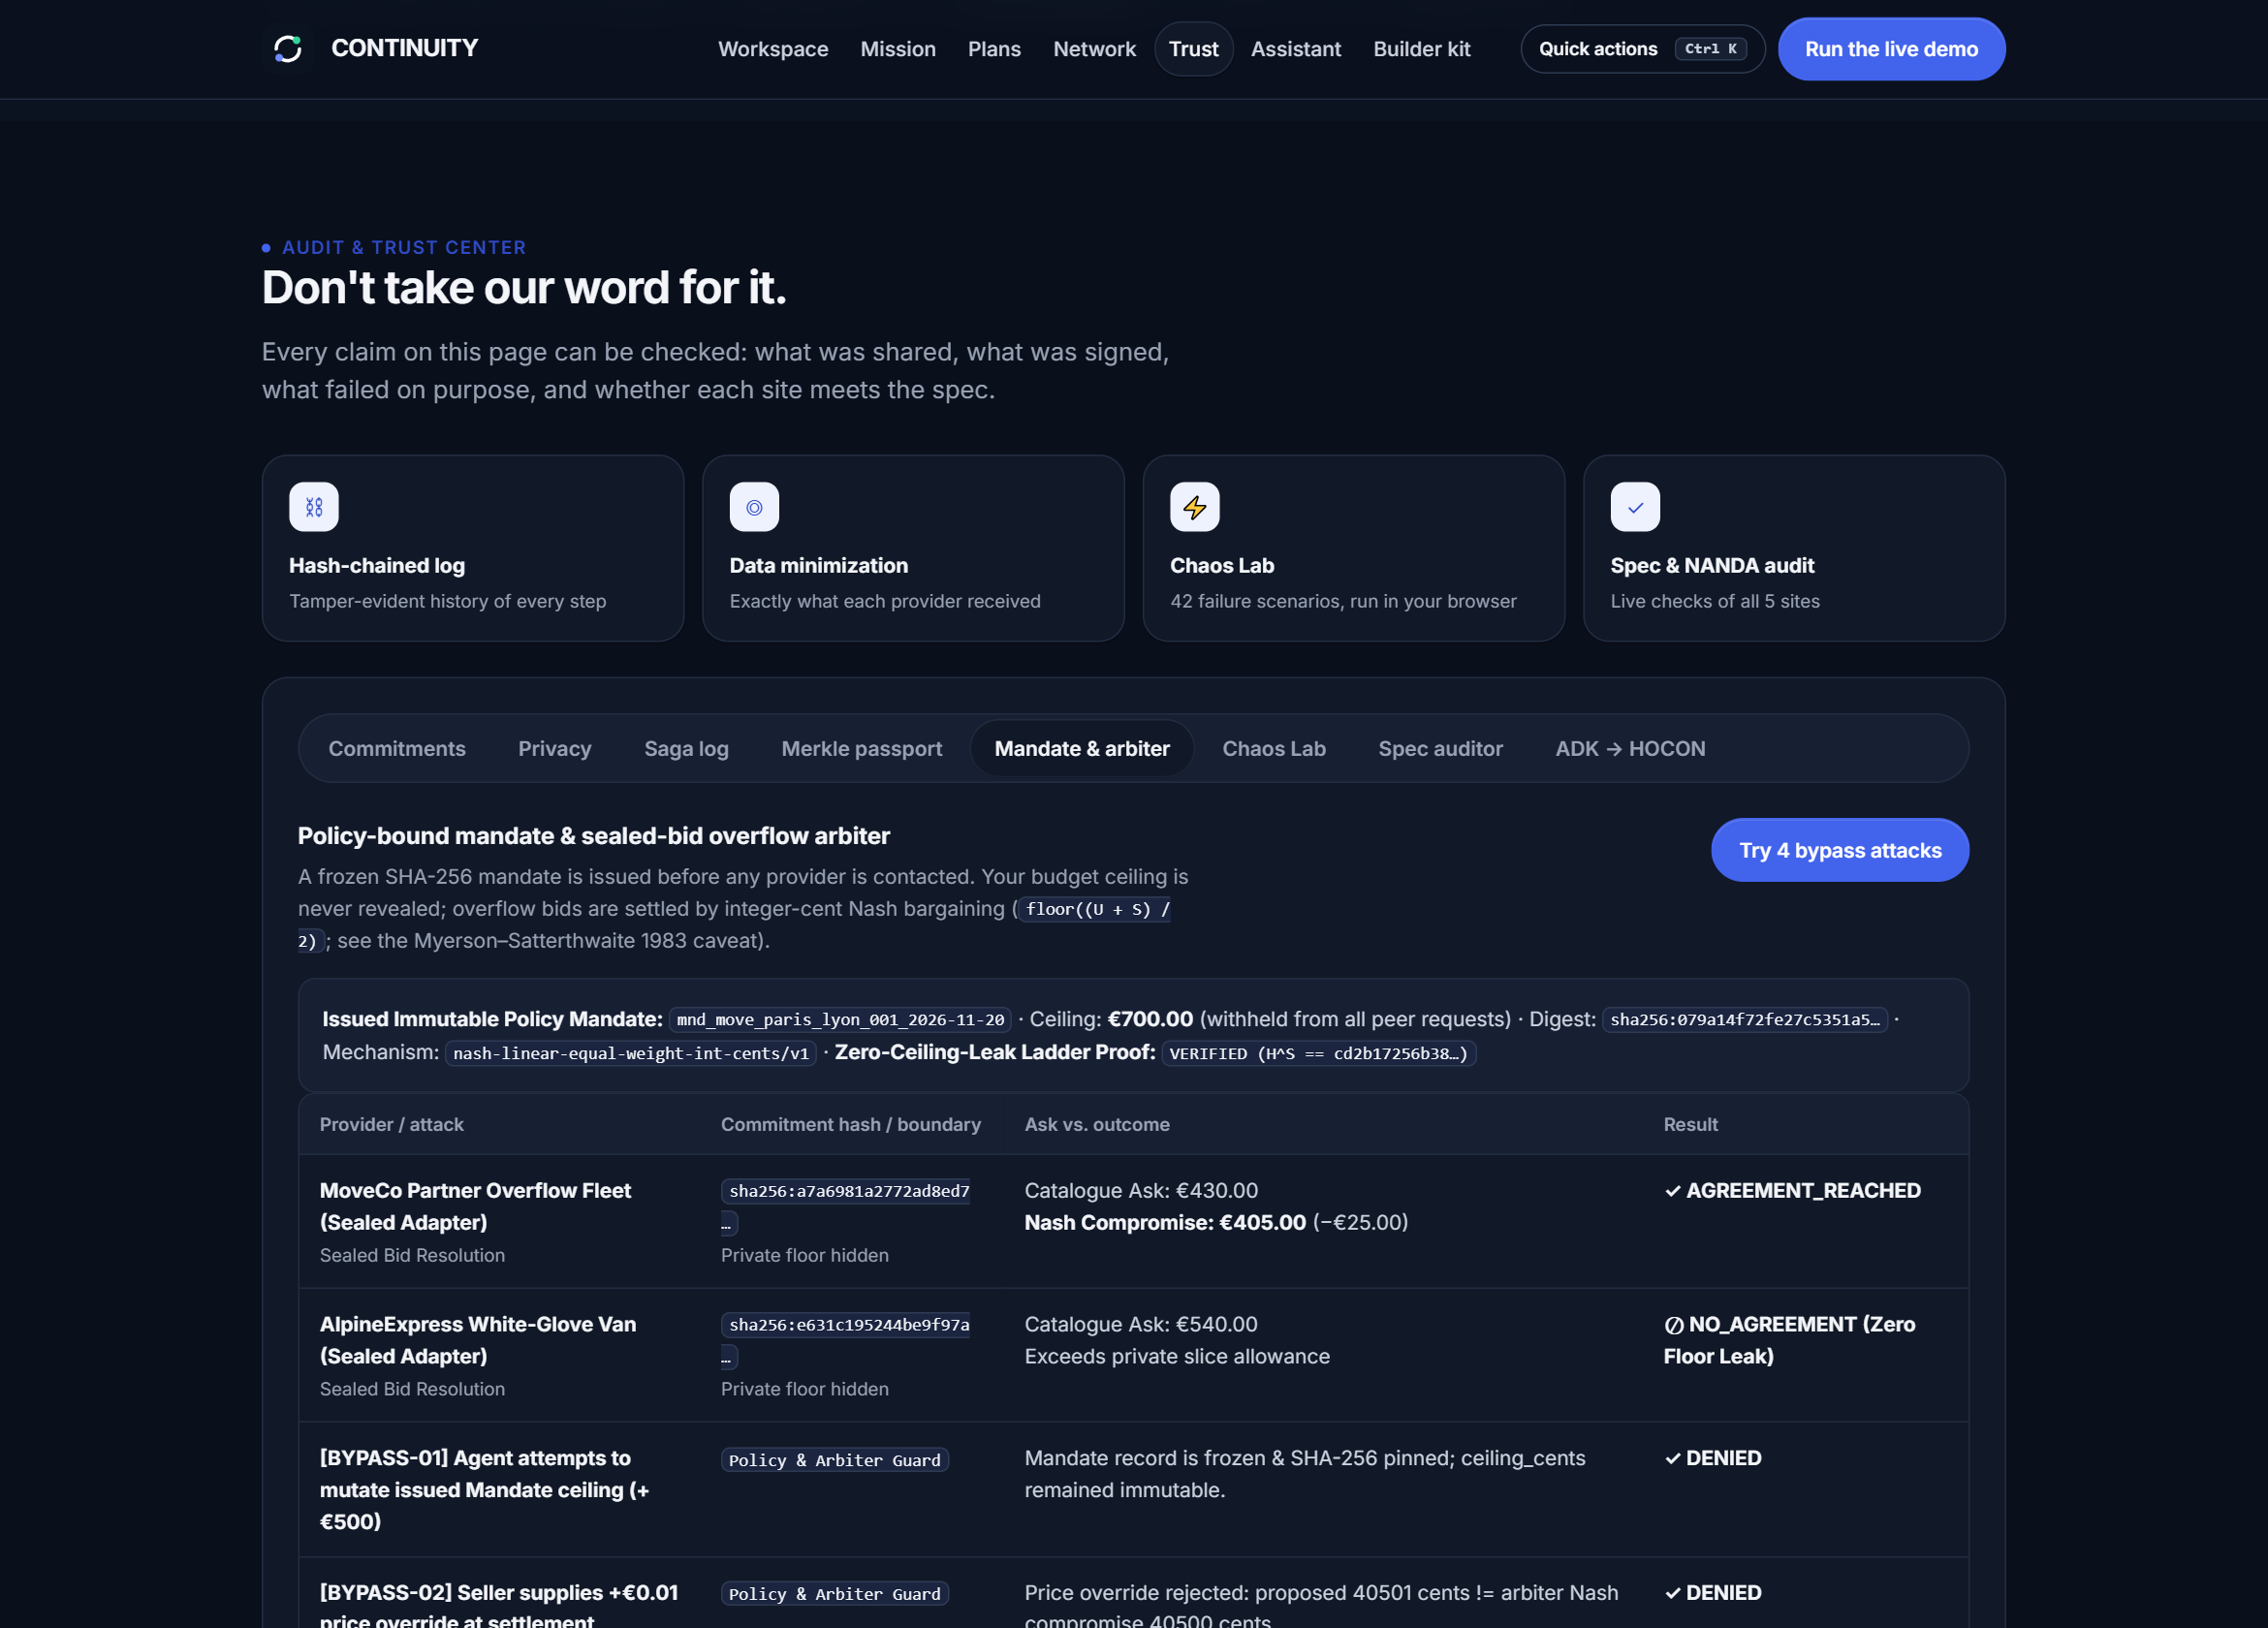 CONTINUITY
Workspace Mission Plans Network Trust Assistant Builder kit Quick actions Ctrl K Run the live demo
AUDIT & TRUST CENTER
Don't take our word for it.
Every claim on this page can be checked: what was shared, what was signed,
what failed on purpose, and whether each site meets the spec.
Hash-chained log
Tamper-evident history of every step
Data minimization
Exactly what each provider received
Chaos Lab
42 failure scenarios, run in your browser
Spec & NANDA audit
Live checks of all 5 sites
Commitments Privacy Saga log Merkle passport Mandate & arbiter Chaos Lab Spec auditor ADK → HOCON
Policy-bound mandate & sealed-bid overflow arbiter
Try 4 bypass attacks
A frozen SHA-256 mandate is issued before any provider is contacted. Your budget ceiling is
never revealed; overflow bids are settled by integer-cent Nash bargaining (floor((U + S) /
2); see the Myerson–Satterthwaite 1983 caveat).
Issued Immutable Policy Mandate: mnd_move_paris_lyon_001_2026-11-20 · Ceiling: €700.00 (withheld from all peer requests) · Digest: sha256:079a14f72fe27c5351a5… ·
Mechanism: nash-linear-equal-weight-int-cents/v1 · Zero-Ceiling-Leak Ladder Proof: VERIFIED (H^S == cd2b17256b38…)
Provider / attack Commitment hash / boundary Ask vs. outcome Result
MoveCo Partner Overflow Fleet
(Sealed Adapter)
Sealed Bid Resolution
sha256:a7a6981a2772ad8ed7
…
Private floor hidden
Catalogue Ask: €430.00
Nash Compromise: €405.00 (−€25.00)
✓ AGREEMENT_REACHED
AlpineExpress White-Glove Van
(Sealed Adapter)
Sealed Bid Resolution
sha256:e631c195244be9f97a
…
Private floor hidden
Catalogue Ask: €540.00
Exceeds private slice allowance
NO_AGREEMENT (Zero
Floor Leak)
[BYPASS-01] Agent attempts to
mutate issued Mandate ceiling (+
€500)
Policy & Arbiter Guard
Mandate record is frozen & SHA-256 pinned; ceiling_cents
remained immutable.
✓ DENIED
[BYPASS-02] Seller supplies +€0.01
price override at settlement
Policy & Arbiter Guard
Price override rejected: proposed 40501 cents != arbiter Nash
compromise 40500 cents
✓ DENIED